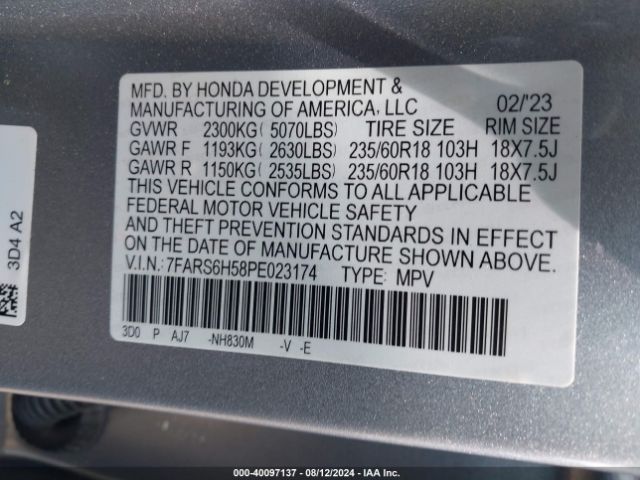 MFD. BY HONDA DEVELOPMENT &
MANUFACTURING OF AMERICA, LLC 02/'23
GVWR 2300KG( 5070LBS) TIRE SIZE RIM SIZE
GAWR F 1193KG( 2630LBS) 235/60R18 103H 18X7.5J
GAWR R 1150KG( 2535LBS) 235/60R18 103H 18X7.5J
THIS VEHICLE CONFORMS TO ALL APPLICABLE
FEDERAL MOTOR VEHICLE SAFETY
AND THEFT PREVENTION STANDARDS IN EFFECT
ON THE DATE OF MANUFACTURE SHOWN ABOVE.
V.I.N.:7FARS6H58PE023174 TYPE: MPV
3D0 P AJ7 -NH830M -V -E
3D4 A2
000-40097137 - 08/12/2024 - IAA Inc.